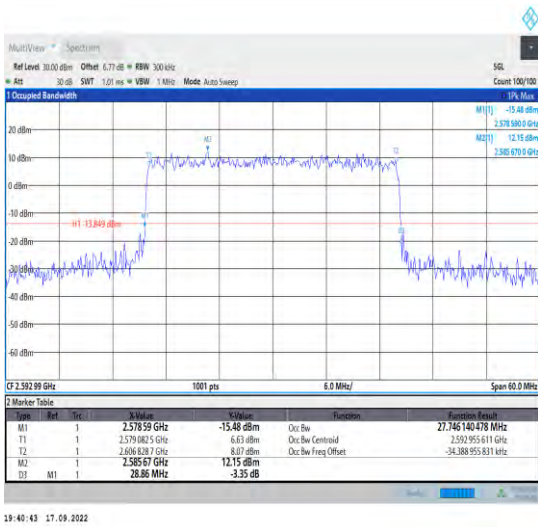 MultiView Spectrum
Ref Level 30.00 dBm Offset 6.77 dB RBW 300 kHz SGL
Att 30 dB SWT 1.01 ms VBW 1 MHz Mode Auto Sweep Count 100/100
1 Occupied Bandwidth 1Pk Max
M1[1] -15.48 dBm
2.578 590 0 GHz
M2[1] 12.15 dBm
2.585 670 0 GHz
20 dBm
M2
T1
T2
10 dBm
0 dBm
-10 dBm
M1
H1 -13.849 dBm
-20 dBm
D3
-30 dBm
-40 dBm
-50 dBm
-60 dBm
CF 2.592 99 GHz 1001 pts 6.0 MHz/ Span 60.0 MHz
2 Marker Table
Type Ref Trc X-Value Y-Value Function Function Result
M1 1 2.578 59 GHz -15.48 dBm Occ Bw 27.746 140 478 MHz
T1 1 2.579 082 5 GHz 6.63 dBm Occ Bw Centroid 2.592 955 611 GHz
T2 1 2.606 828 7 GHz 8.07 dBm Occ Bw Freq Offset -34.388 955 831 kHz
M2 1 2.585 67 GHz 12.15 dBm
D3 M1 1 28.86 MHz -3.35 dB
19:40:43 17.09.2022